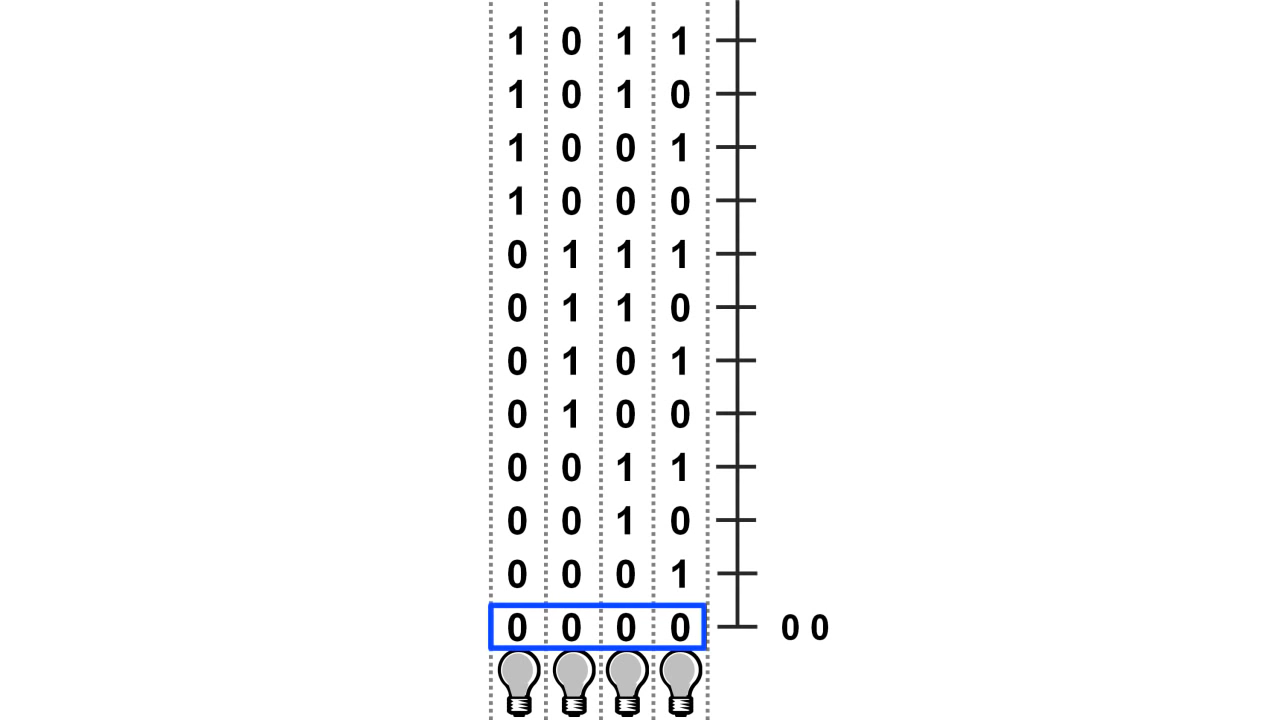 1 0 1 1
1 0 1 0
1 0 0 1
1 0 0 0
0 1 1 1
0 1 1 0
0 1 0 1
0 1 0 0
0 0 1 1
0 0 1 0
0 0 0 1
0 0 0 0 0 0